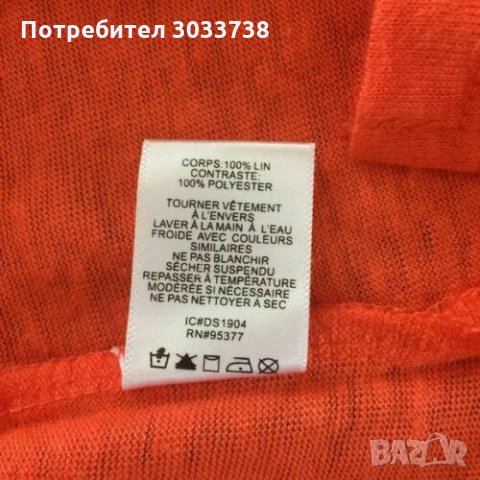 Потребител 3033738
CORPS:100% LIN
CONTRASTE:
100% POLYESTER
TOURNER VÊTEMENT
À L'ENVERS
LAVER À LA MAIN À L'EAU
FROIDE AVEC COULEURS
SIMILAIRES
NE PAS BLANCHIR
SÉCHER SUSPENDU
REPASSER À TEMPÉRATURE
MODÉRÉE SI NÉCESSAIRE
NE PAS NETTOYER À SEC
IC#DS1904
RN#95377
BAZAR